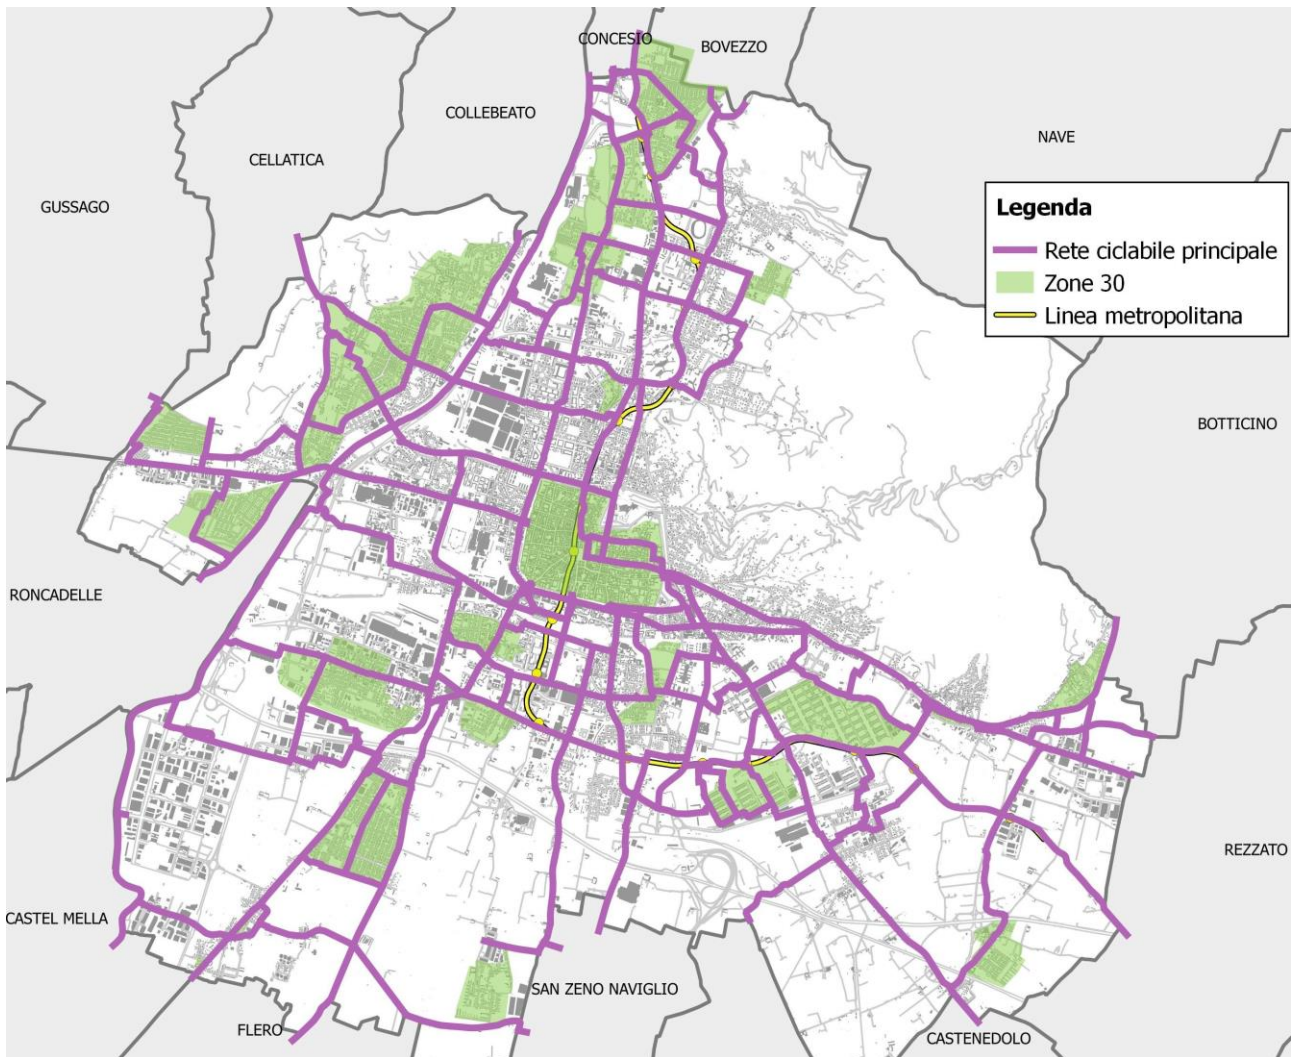 CONCESIO
BOVEZZO
COLLEBEATO
NAVE
CELLATICA
GUSSAGO
Legenda
Rete ciclabile principale
Zone 30
Linea metropolitana
BOTTICINO
RONCADELLE
REZZATO
CASTEL MELLA
SAN ZENO NAVIGLIO
FLERO
CASTENEDOLO